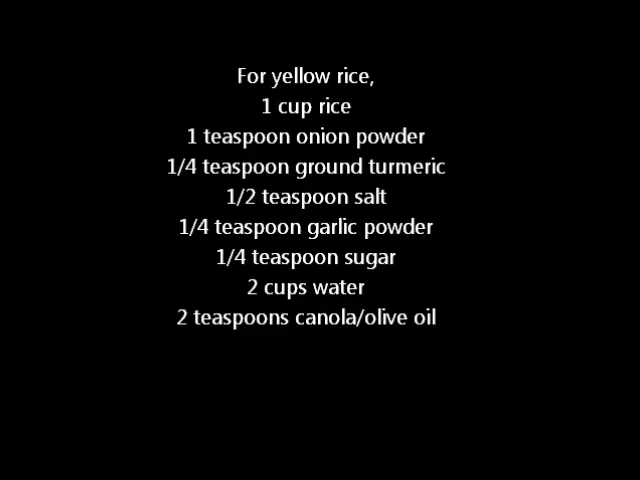 For yellow rice,
1 cup rice
1 teaspoon onion powder
1/4 teaspoon ground turmeric
1/2 teaspoon salt
1/4 teaspoon garlic powder
1/4 teaspoon sugar
2 cups water
2 teaspoons canola/olive oil